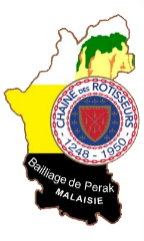 CHAINE DES ROTISSEURS
1248 - 1950
Bailliage de Perak
MALAISIE